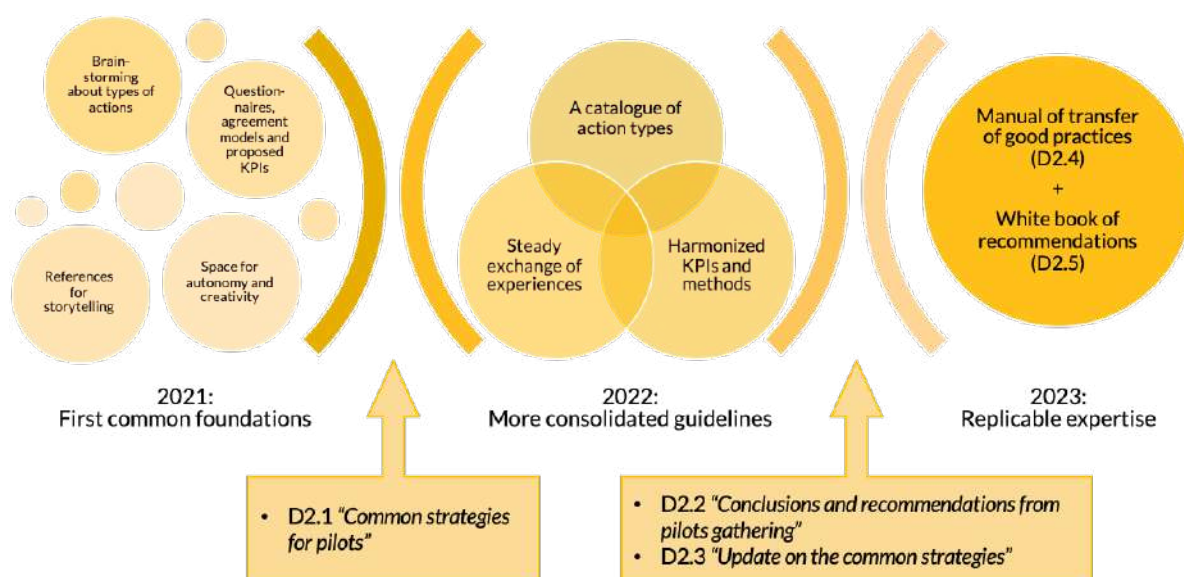 Brain-
storming
about types of
actions
Question-
naires,
agreement
models and
proposed
KPIs
References
for
storytelling
Space for
autonomy and
creativity
A catalogue of
action types
Steady
exchange of
experiences
Harmonized
KPIs and
methods
Manual of transfer
of good practices
(D2.4)
+
White book of
recommendations
(D2.5)
2021:
First common foundations
2022:
More consolidated guidelines
2023:
Replicable expertise
• D2.1 “Common strategies
for pilots”
• D2.2 “Conclusions and recommendations from
pilots gathering”
• D2.3 “Update on the common strategies”